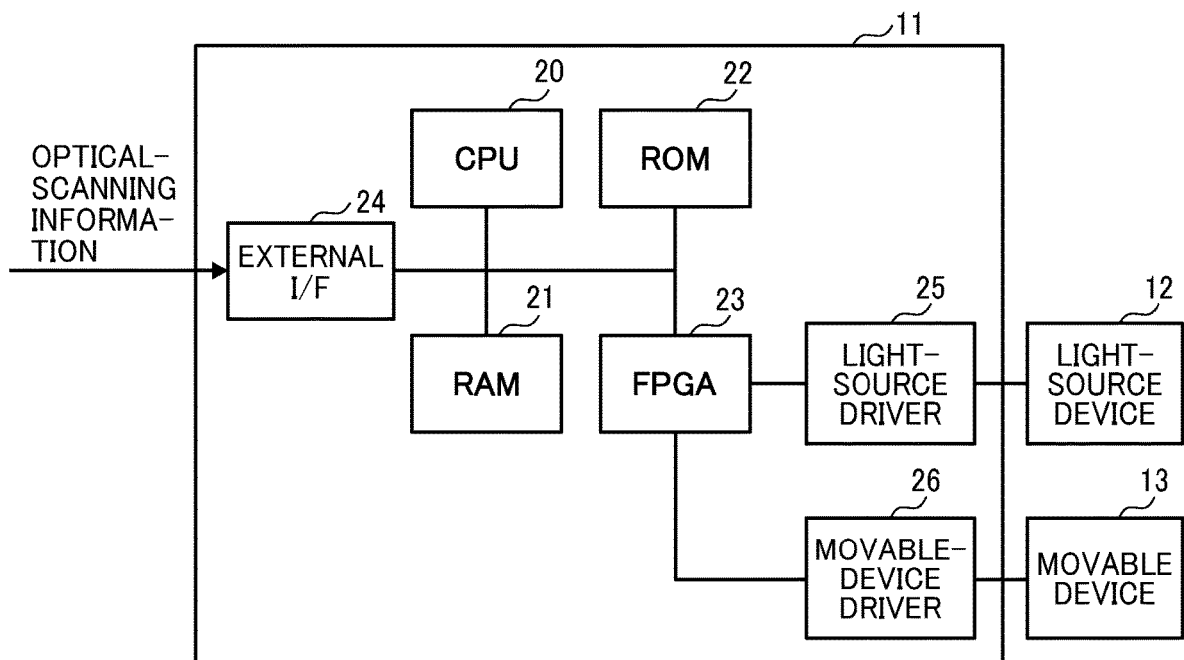 11
20
22
CPU
ROM
OPTICAL-
SCANNING
INFORMA-
TION
24
EXTERNAL
I/F
21
23
25
12
RAM
FPGA
LIGHT-
SOURCE
DRIVER
LIGHT-
SOURCE
DEVICE
26
13
MOVABLE-
DEVICE
DRIVER
MOVABLE
DEVICE